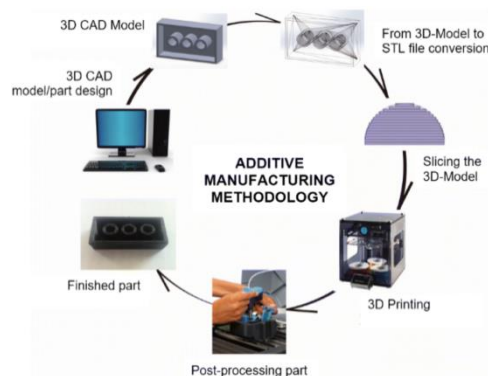 3D CAD Model
From 3D-Model to
STL file conversion
3D CAD
model/part design
Slicing the
3D-Model
ADDITIVE
MANUFACTURING
METHODOLOGY
3D Printing
Finished part
Post-processing part